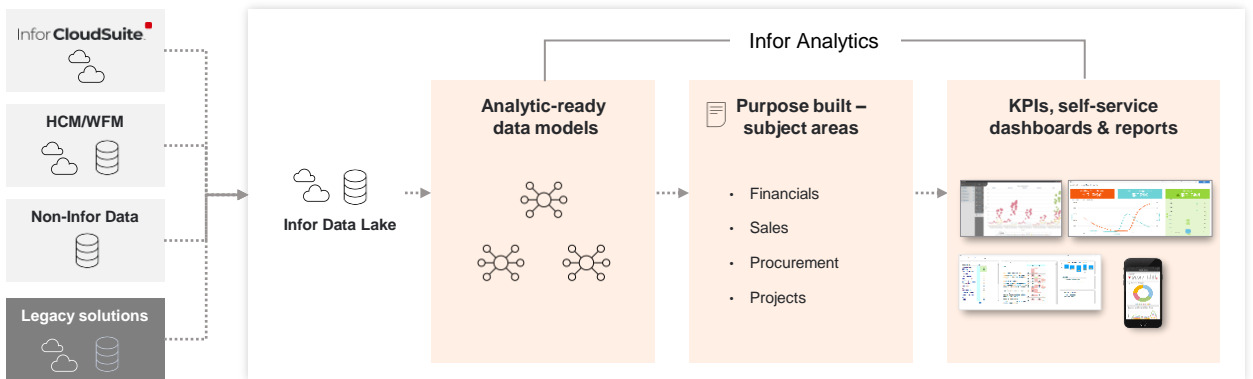 Infor CloudSuite
HCM/WFM
Non-Infor Data
Legacy solutions
Infor Data Lake
Infor Analytics
Analytic-ready
data models
Purpose built –
subject areas
• Financials
• Sales
• Procurement
• Projects
KPIs, self-service
dashboards & reports